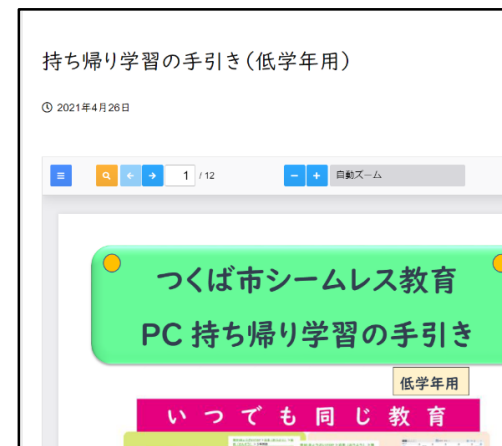 持ち帰り学習の手引き(低学年用)
2021年4月26日
1 / 12 自動ズーム
つくば市シームレス教育
PC 持ち帰り学習の手引き
低学年用
いつでも同じ教育